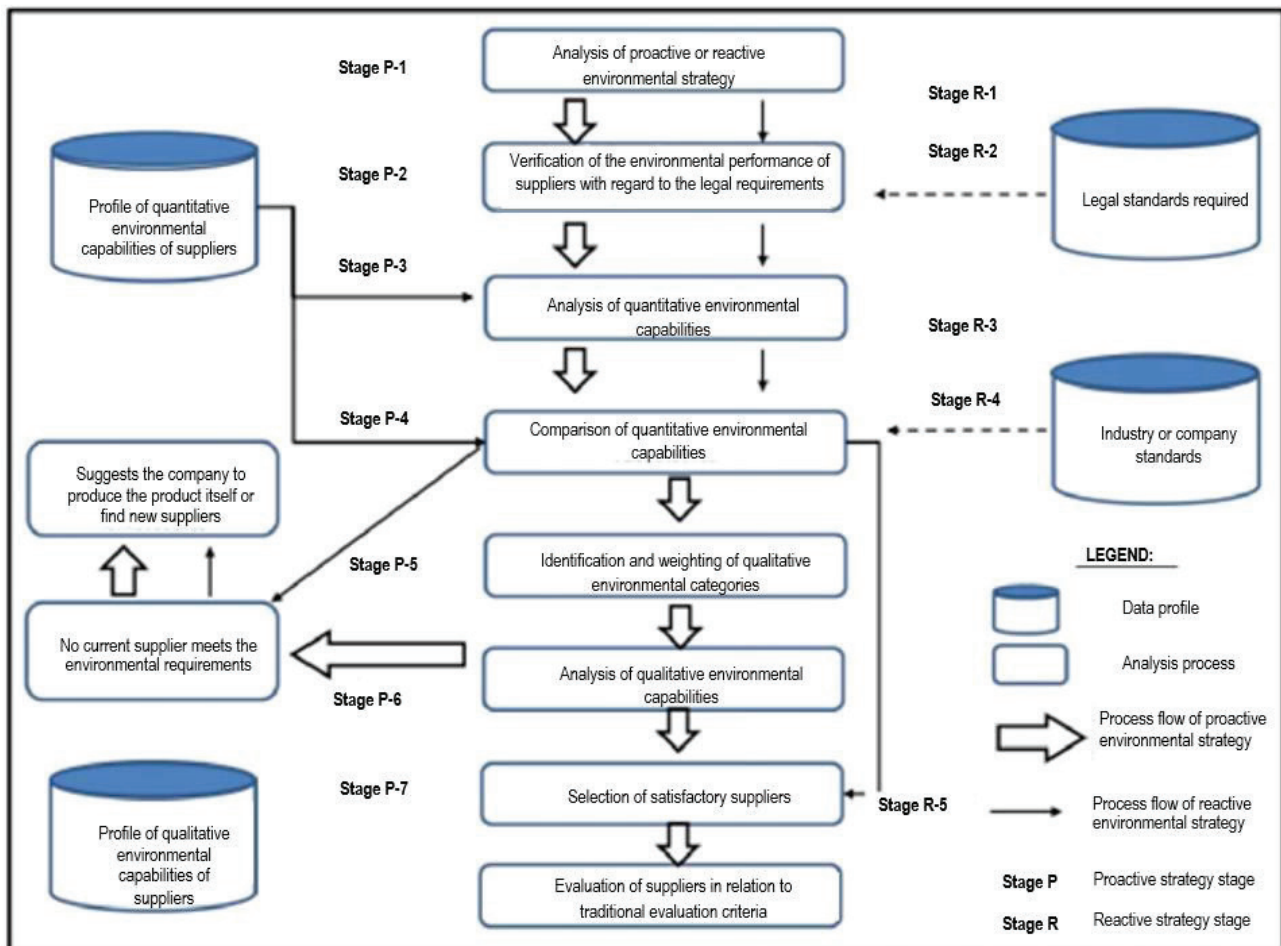 Stage P-1
Analysis of proactive or reactive
environmental strategy
Stage R-1
Stage R-2
Stage P-2
Verification of the environmental performance of
suppliers with regard to the legal requirements
Profile of quantitative
environmental
capabilities of suppliers
Legal standards required
Stage P-3
Analysis of quantitative environmental
capabilities
Stage R-3
Stage R-4
Stage P-4
Comparison of quantitative environmental
capabilities
Industry or company
standards
Suggests the company to
produce the product itself or
find new suppliers
Stage P-5
Identification and weighting of qualitative
environmental categories
No current supplier meets the
environmental requirements
Analysis of qualitative environmental
capabilities
Stage P-6
Stage P-7
Selection of satisfactory suppliers
Stage R-5
Profile of qualitative
environmental
capabilities of
suppliers
Evaluation of suppliers in relation to
traditional evaluation criteria
LEGEND:
Data profile
Analysis process
Process flow of proactive
environmental strategy
Process flow of reactive
environmental strategy
Stage P Proactive strategy stage
Stage R Reactive strategy stage